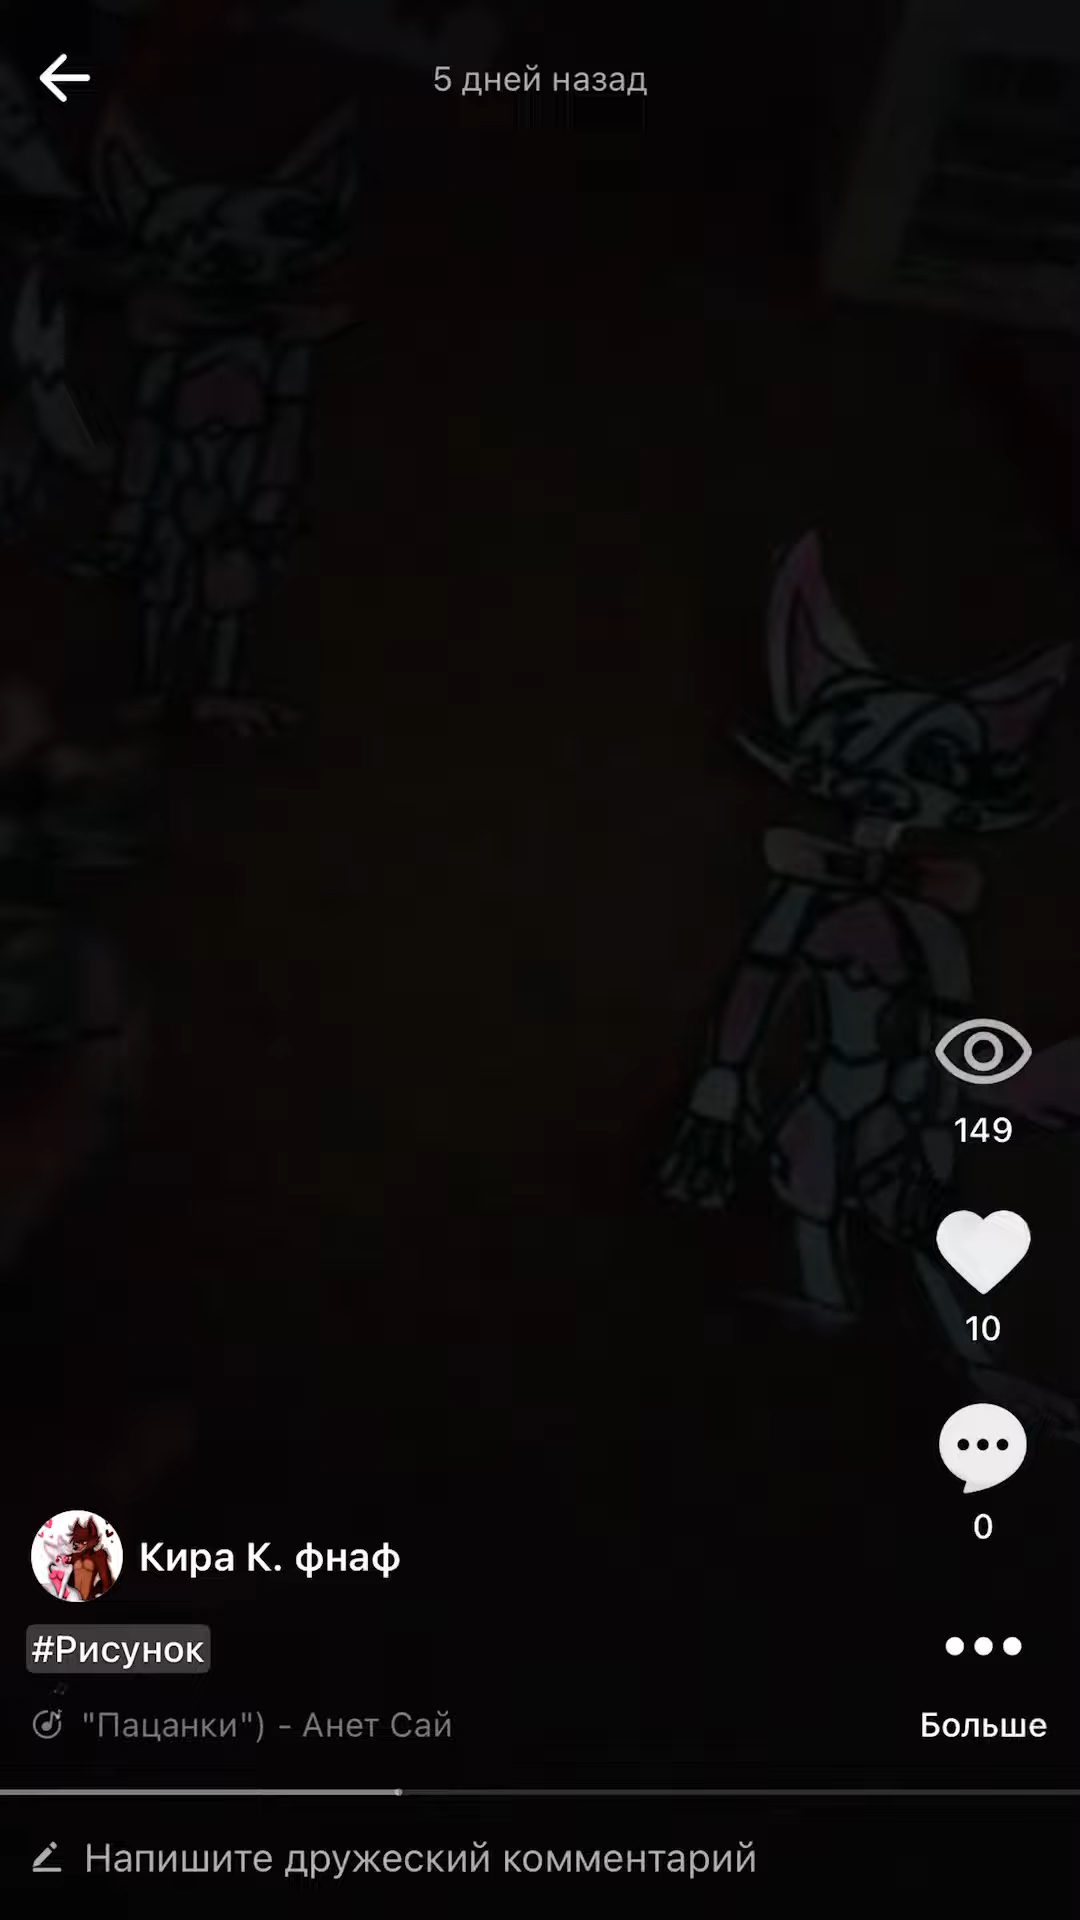 5 дней назад
149
10
0
Кира К. фнаф
#Рисунок
"Пацанки") - Анет Сай
Больше
Напишите дружеский комментарий